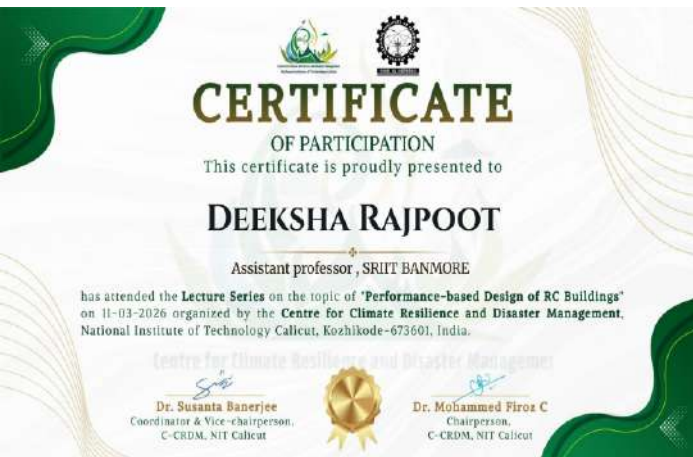 CERTIFICATE
OF PARTICIPATION
This certificate is proudly presented to
DEEKSHA RAJPOOT
Assistant professor , SRIIT BANMORE
has attended the Lecture Series on the topic of "Performance-based Design of RC Buildings"
on 11-03-2026 organized by the Centre for Climate Resilience and Disaster Management,
National Institute of Technology Calicut, Kozhikode-673601, India.
Centre for Climate Resilience and Disaster Managemen
Dr. Susanta Banerjee
Coordinator & Vice-chairperson,
C-CRDM, NIT Calicut
Dr. Mohammed Firoz C
Chairperson,
C-CRDM, NIT Calicut